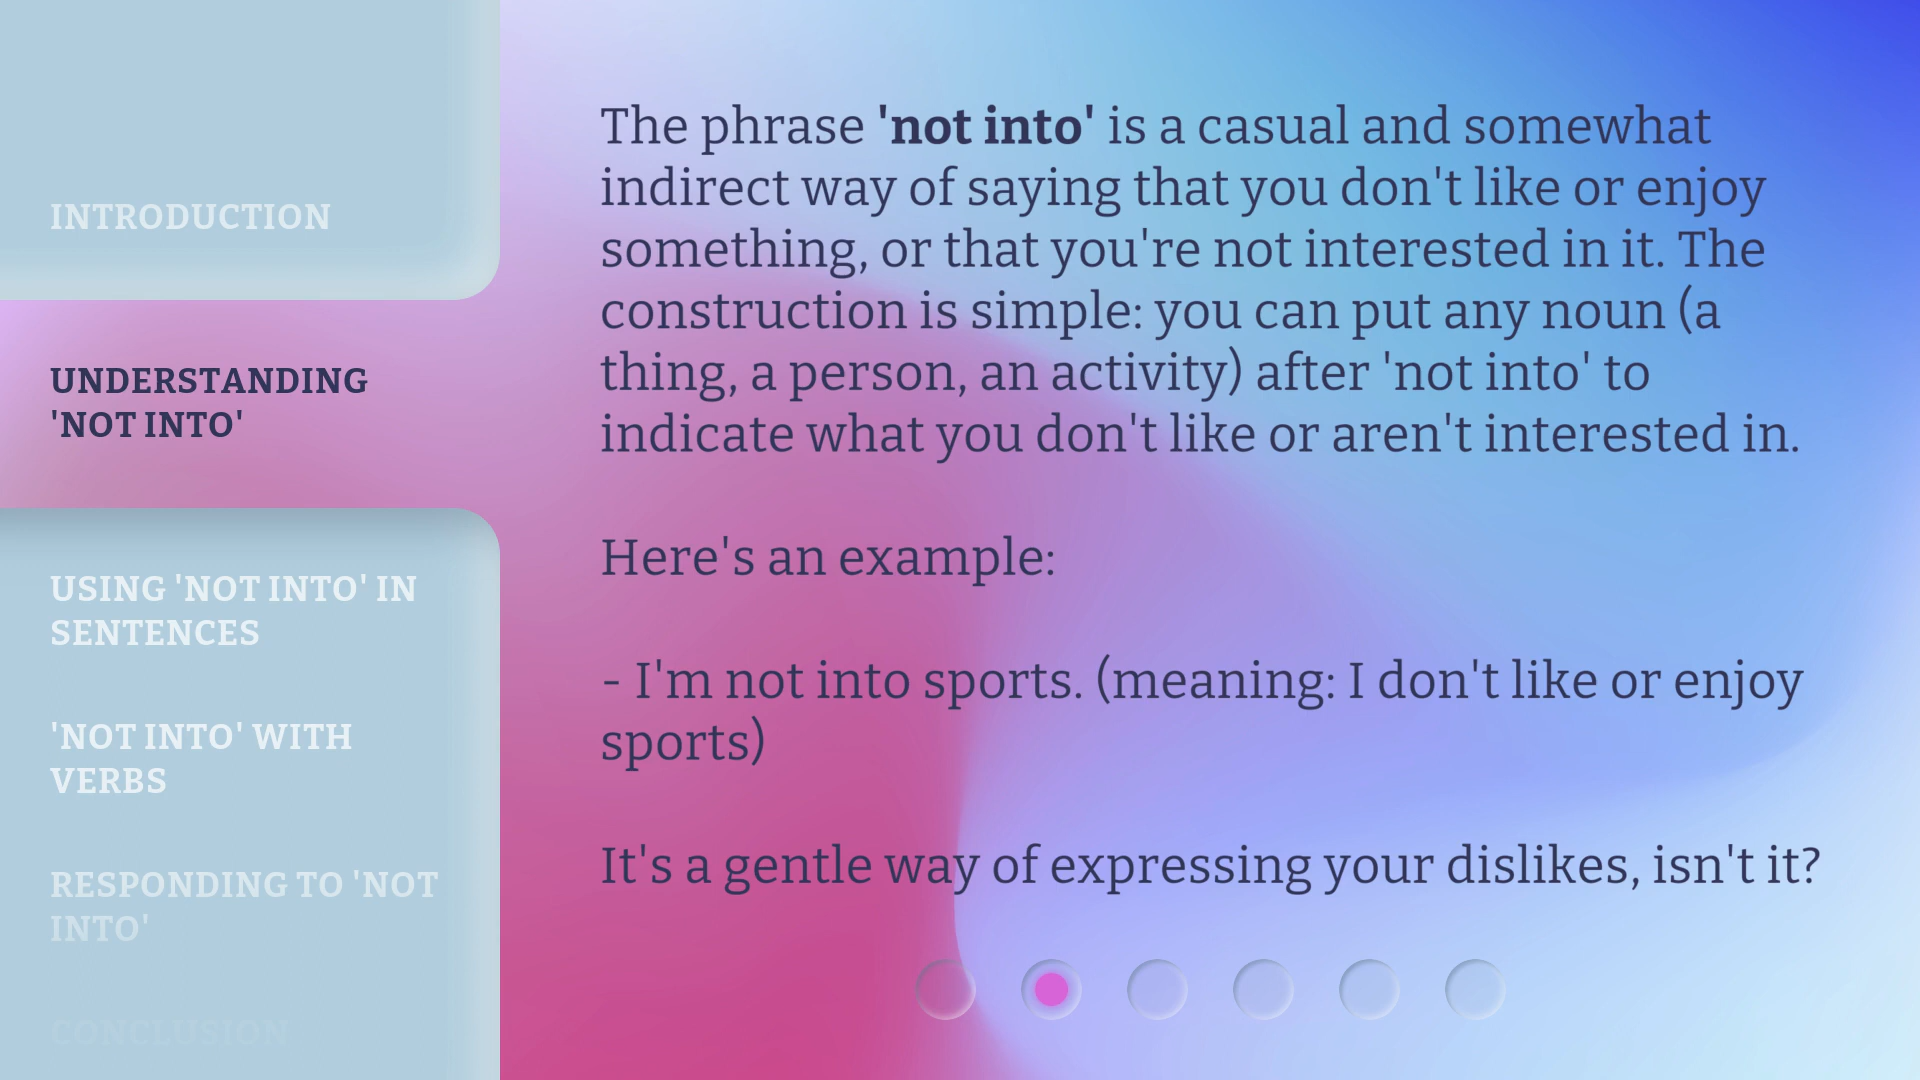 INTRODUCTION
UNDERSTANDING
'NOT INTO'
USING 'NOT INTO' IN
SENTENCES
'NOT INTO' WITH
VERBS
RESPONDING TO 'NOT
INTO'
CONCLUSION
The phrase 'not into' is a casual and somewhat
indirect way of saying that you don't like or enjoy
something, or that you're not interested in it. The
construction is simple: you can put any noun (a
thing, a person, an activity) after 'not into' to
indicate what you don't like or aren't interested in.
Here's an example:
- I'm not into sports. (meaning: I don't like or enjoy
sports)
It's a gentle way of expressing your dislikes, isn't it?